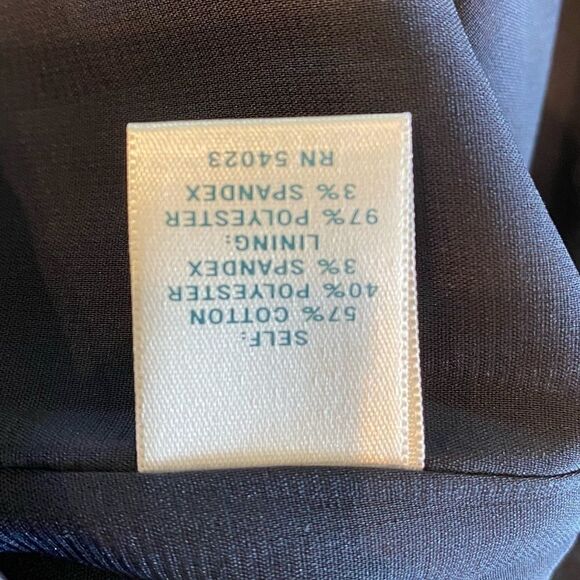 SELF:
57% COTTON
40% POLYESTER
3% SPANDEX
LINING:
97% POLYESTER
3% SPANDEX
RN 54023